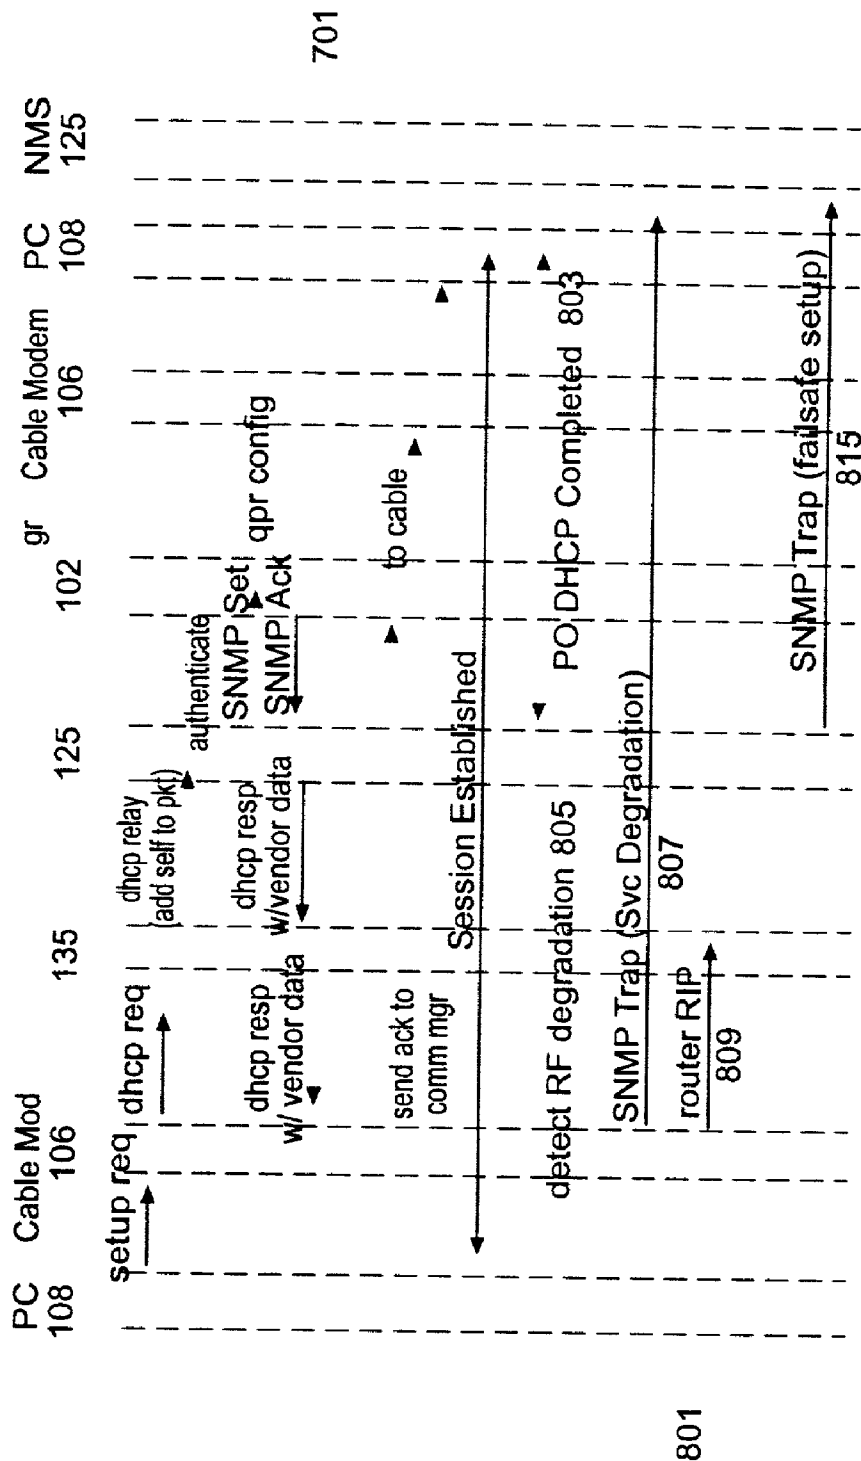 PC Cable Mod gr Cable Modem PC NMS
108 106 135 125 102 106 108 125
setup req
dhcp req
dhcp relay
(add self to pkt)
authenticate
SNMP Set
qpr config
SNMP Ack
dhcp resp
w/vendor data
dhcp resp
w/ vendor data
701
send ack to
comm mgr
to cable
Session Established
PO DHCP Completed 803
detect RF degradation 805
SNMP Trap (Svc Degradation)
807
router RIP
809
801
SNMP Trap (failsafe setup)
815